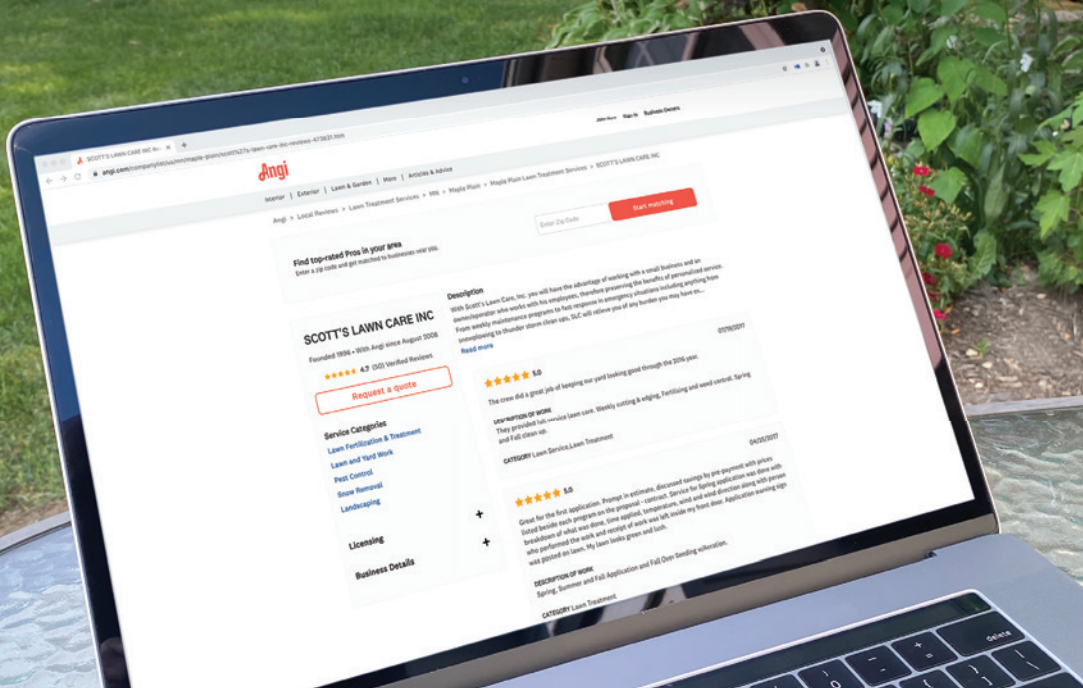 SCOTT'S LAWN CARE INC Re
angi.com/companylist/us/mn/maple-plain/scott%27s-lawn-care-inc-reviews-473631.htm
Sign In Business Owners
Angi
Interior | Exterior | Lawn & Garden | More | Articles & Advice
Angi > Local Reviews > Lawn Treatment Services > MN > Maple Plain > Maple Plain Lawn Treatment Services > SCOTT'S LAWN CARE INC
Find top-rated Pros in your area
Enter a zip code and get matched to businesses near you.
Enter Zip Code
Start matching
SCOTT'S LAWN CARE INC
Founded 1996 • With Angi since August 2008
4.7 (50) Verified Reviews
Request a quote
Service Categories
Lawn Fertilization & Treatment
Lawn and Yard Work
Pest Control
Snow Removal
Landscaping
Licensing +
Business Details +
Description
With Scott's Lawn Care, Inc. you will have the advantage of working with a small business and an
owner/operator who works with his employees, therefore preserving the benefits of personalized service.
From weekly maintenance programs to fast response in emergency situations including anything from
snowplowing to thunder storm clean ups, SLC will relieve you of any burden you may have en...
Read more
5.0
07/19/2017
The crew did a great job of keeping our yard looking good through the 2016 year.
DESCRIPTION OF WORK
They provided full service lawn care. Weekly cutting & edging, Fertilising and weed control. Spring
and Fall clean up.
CATEGORY Lawn Service,Lawn Treatment
5.0
04/25/2017
Great for the first application. Prompt in estimate, discussed savings by pre-payment with prices
listed beside each program on the proposal - contract. Service for Spring application was done with
breakdown of what was done, time applied, temperature, wind and wind direction along with person
who performed the work and receipt of work was left inside my front door. Application warning sign
was posted on lawn. My lawn looks green and lush.
DESCRIPTION OF WORK
Spring, Summer and Fall Application and Fall Over Sending w/Aeration.
CATEGORY Lawn Treatment
delete